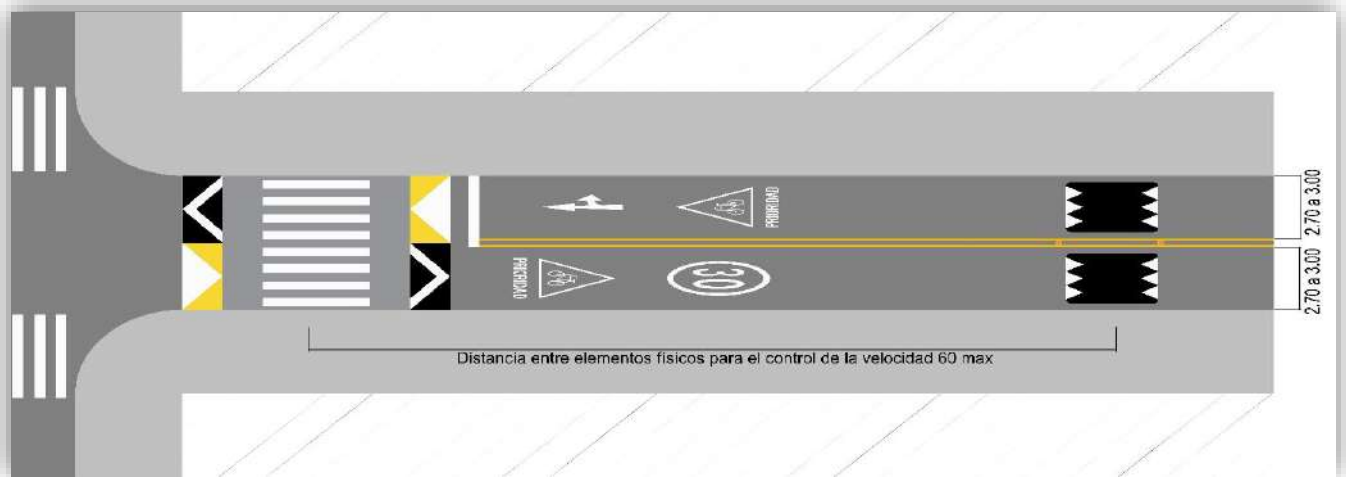 PRIORIDAD
2.70 a 3.00
PRIORIDAD
30
2.70 a 3.00
Distancia entre elementos físicos para el control de la velocidad 60 max